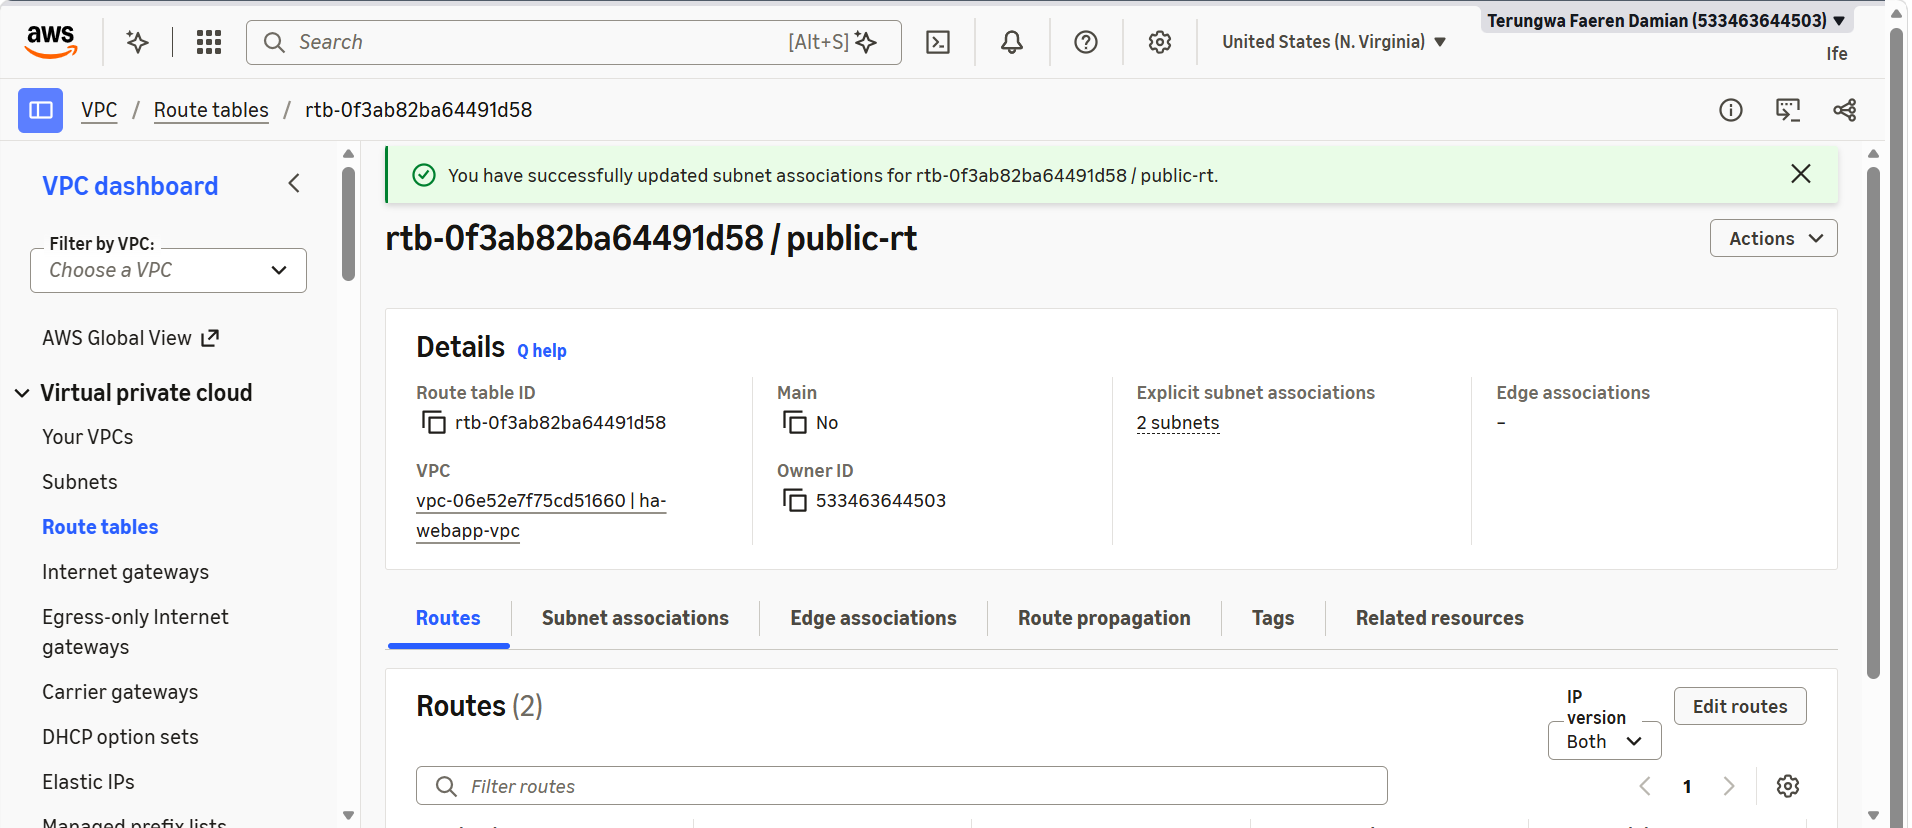 aws
Search [Alt+S]
United States (N. Virginia) ▼
Terungwa Faeren Damian (533463644503) ▼
Ife
VPC / Route tables / rtb-0f3ab82ba64491d58
VPC dashboard
Filter by VPC:
Choose a VPC
AWS Global View
Virtual private cloud
Your VPCs
Subnets
Route tables
Internet gateways
Egress-only Internet
gateways
Carrier gateways
DHCP option sets
Elastic IPs
Managed prefix lists
You have successfully updated subnet associations for rtb-0f3ab82ba64491d58 / public-rt.
rtb-0f3ab82ba64491d58 / public-rt
Actions
Details Q help
Route table ID
rtb-0f3ab82ba64491d58
Main
No
Explicit subnet associations
2 subnets
Edge associations
–
VPC
vpc-06e52e7f75cd51660 | ha-
webapp-vpc
Owner ID
533463644503
Routes
Subnet associations
Edge associations
Route propagation
Tags
Related resources
Routes (2)
IP
version
Both
Edit routes
Filter routes
1